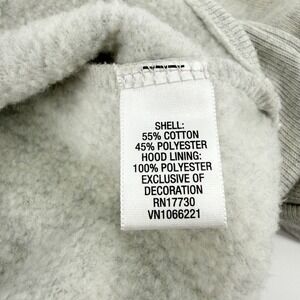 SHELL:
55% COTTON
45% POLYESTER
HOOD LINING:
100% POLYESTER
EXCLUSIVE OF
DECORATION
RN17730
VN1066221